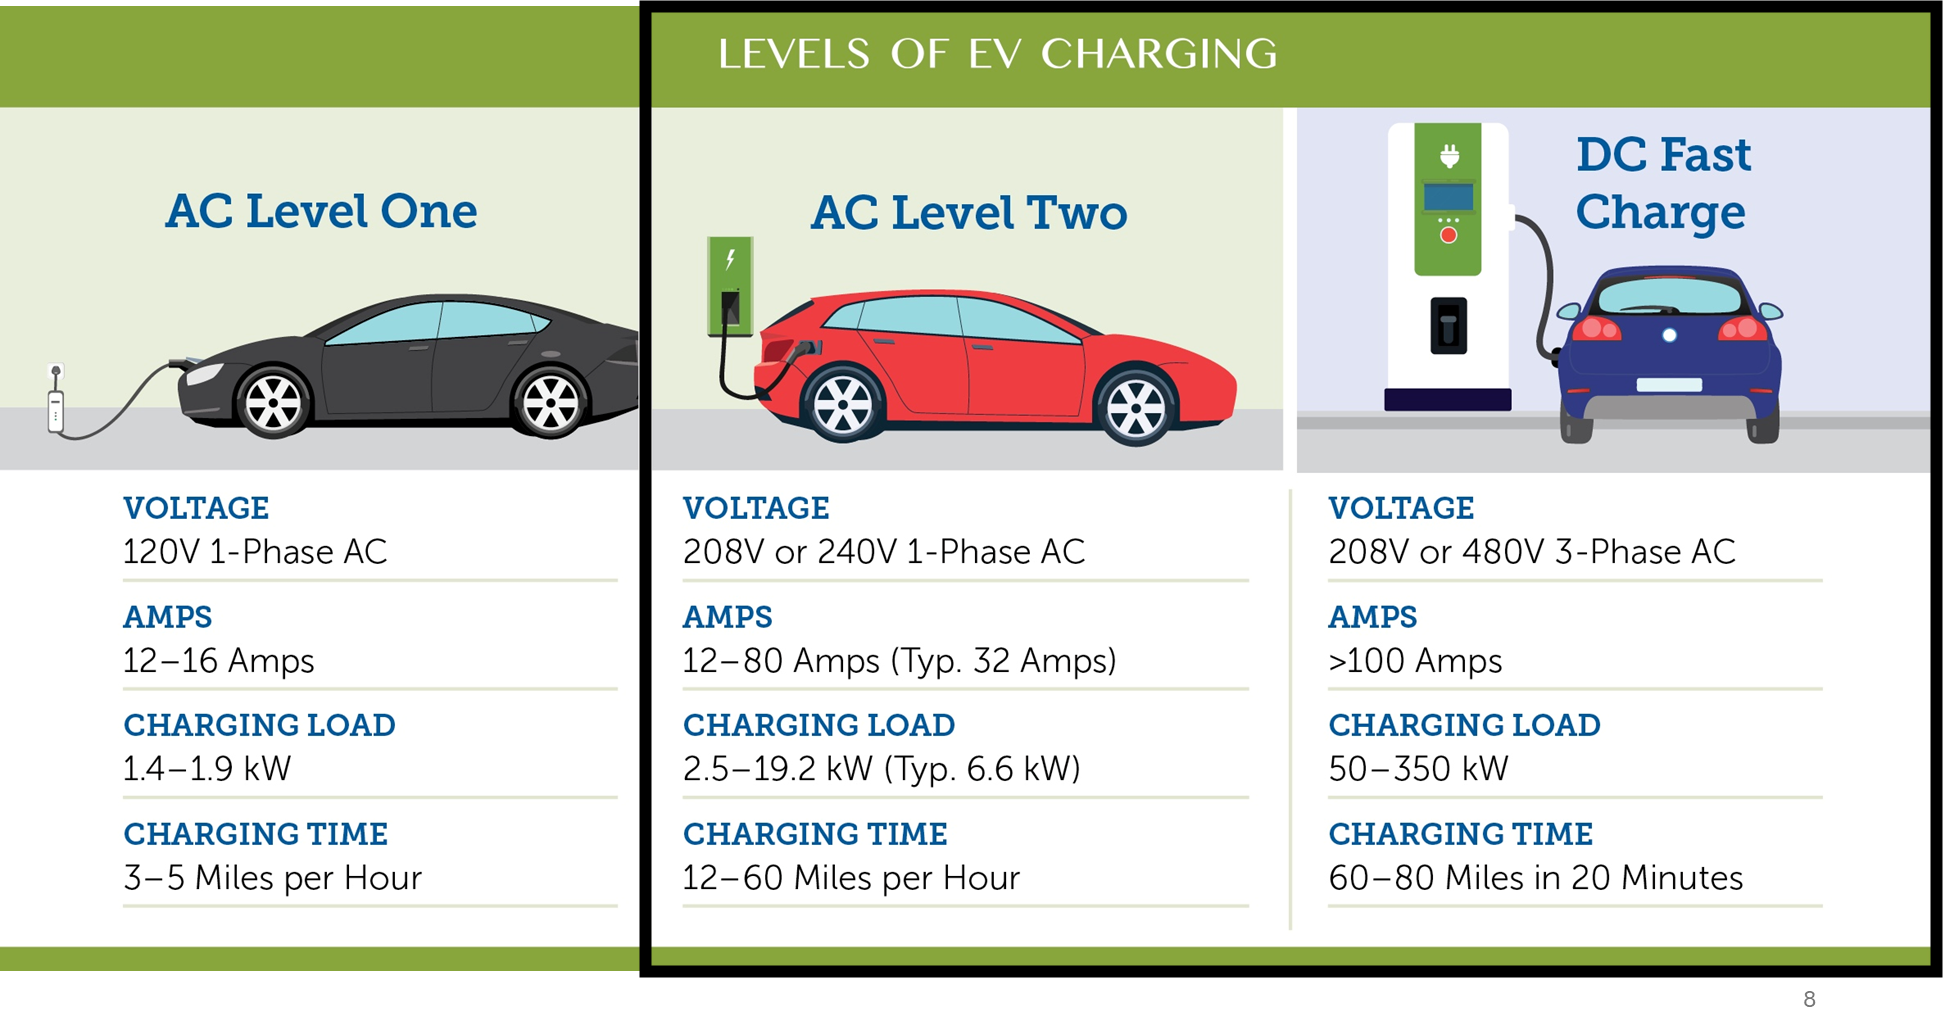 LEVELS OF EV CHARGING
AC Level One
VOLTAGE
120V 1-Phase AC
AMPS
12–16 Amps
CHARGING LOAD
1.4–1.9 kW
CHARGING TIME
3–5 Miles per Hour
AC Level Two
VOLTAGE
208V or 240V 1-Phase AC
AMPS
12–80 Amps (Typ. 32 Amps)
CHARGING LOAD
2.5–19.2 kW (Typ. 6.6 kW)
CHARGING TIME
12–60 Miles per Hour
DC Fast
Charge
VOLTAGE
208V or 480V 3-Phase AC
AMPS
>100 Amps
CHARGING LOAD
50–350 kW
CHARGING TIME
60–80 Miles in 20 Minutes
8